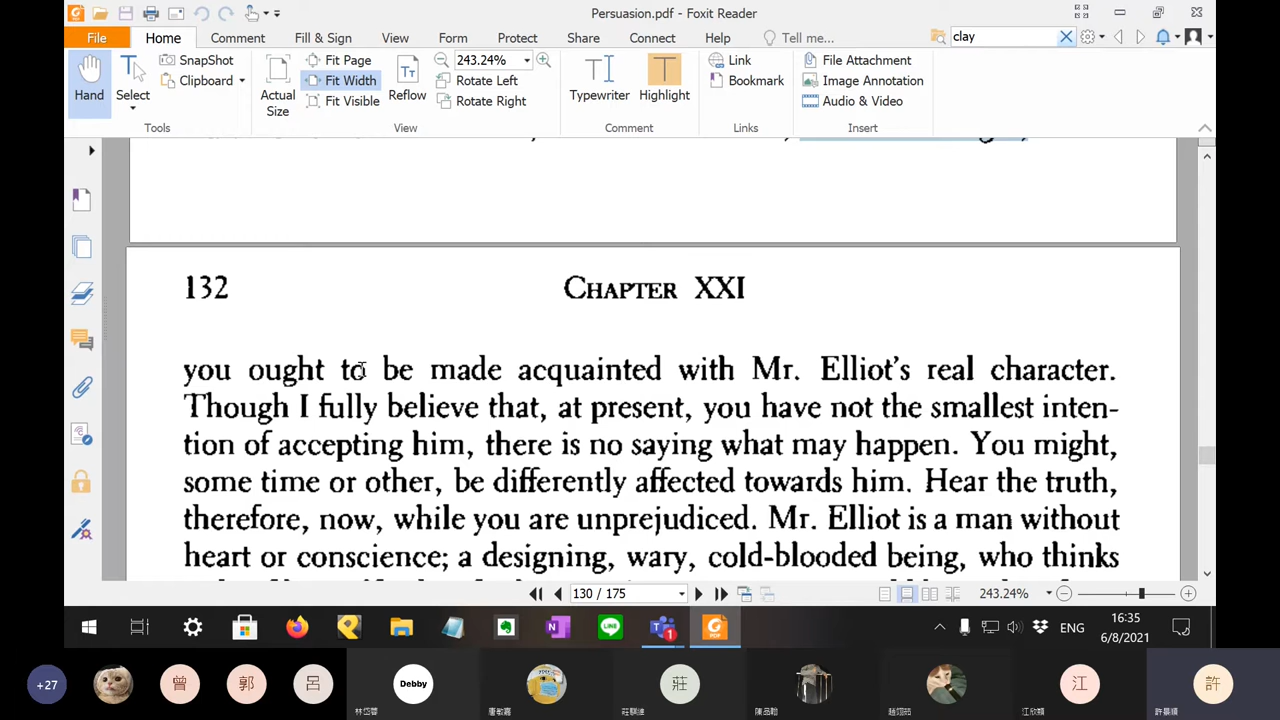 Persuasion.pdf - Foxit Reader
File Home Comment Fill & Sign View Form Protect Share Connect Help Tell me... clay
Hand
Select
SnapShot
Clipboard
Tools
Actual Size
Fit Page
Fit Width
Fit Visible
Reflow
243.24%
Rotate Left
Rotate Right
View
Typewriter
Highlight
Comment
Link
Bookmark
Links
File Attachment
Image Annotation
Audio & Video
Insert
132 CHAPTER XXI
you ought to be made acquainted with Mr. Elliot's real character.
Though I fully believe that, at present, you have not the smallest inten-
tion of accepting him, there is no saying what may happen. You might,
some time or other, be differently affected towards him. Hear the truth,
therefore, now, while you are unprejudiced. Mr. Elliot is a man without
heart or conscience; a designing, wary, cold-blooded being, who thinks
130 / 175 243.24%
ENG
16:35
6/8/2021
1
+27 曾 郭 呂 Debby 莊 江 許
林岱蓉